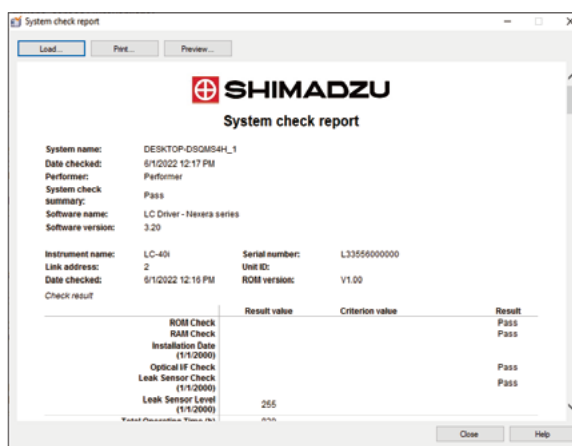 System check report
Load... Print... Preview...
SHIMADZU
System check report
System name: DESKTOP-DSQMS4H_1
Date checked: 6/1/2022 12:17 PM
Performer: Performer
System check
summary: Pass
Software name: LC Driver - Nexera series
Software version: 3.20
Instrument name: LC-40i Serial number: L33556000000
Link address: 2 Unit ID:
Date checked: 6/1/2022 12:16 PM ROM version: V1.00
Check result
Result value Criterion value Result
ROM Check Pass
RAM Check Pass
Installation Date
(1/1/2000)
Optical I/F Check Pass
Leak Sensor Check
(1/1/2000) Pass
Leak Sensor Level
(1/1/2000) 255
Total Operating Time (h)
Close Help